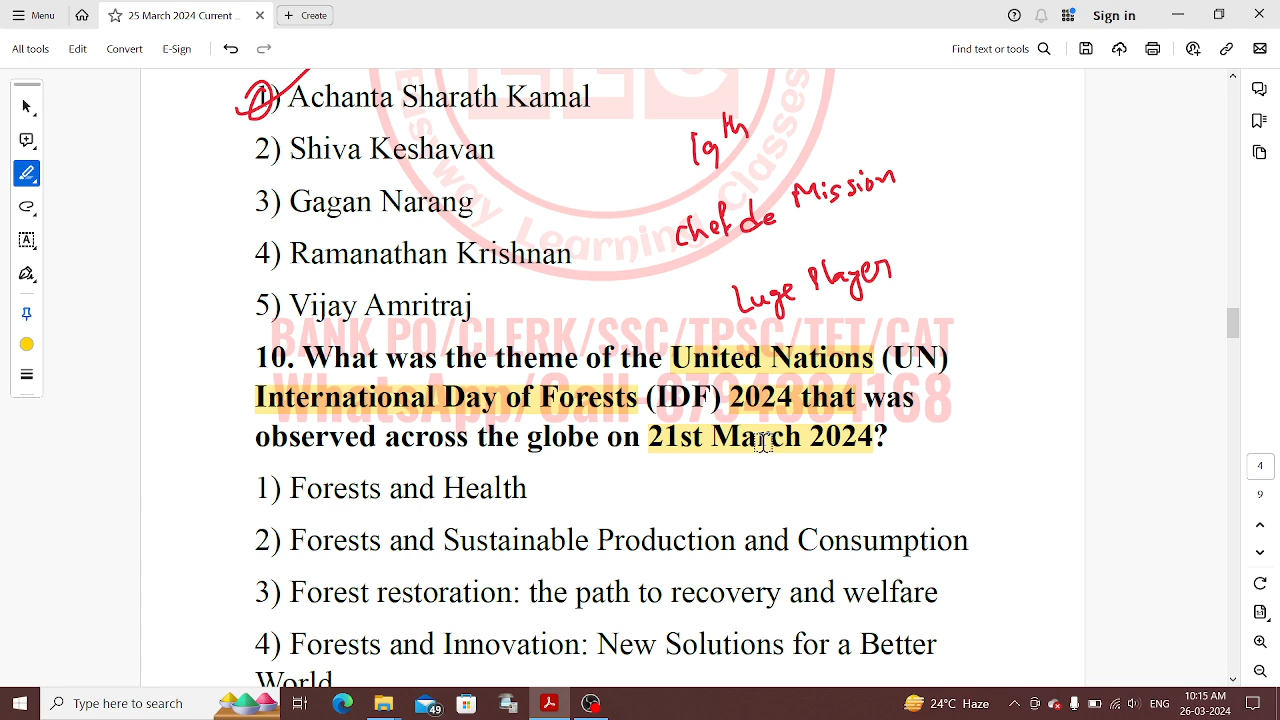 Menu
25 March 2024 Current ...
Create
Sign in
All tools
Edit
Convert
E-Sign
Find text or tools
1) Achanta Sharath Kamal
19th
2) Shiva Keshavan
Mission
3) Gagan Narang
Chef de
4) Ramanathan Krishnan
Luge Player
5) Vijay Amritraj
Easyway Learning Classes
BANK PO/CLERK/SSC/TPSC/TET/CAT
10. What was the theme of the United Nations (UN)
International Day of Forests (IDF) 2024 that was
observed across the globe on 21st March 2024?
1) Forests and Health
2) Forests and Sustainable Production and Consumption
3) Forest restoration: the path to recovery and welfare
4) Forests and Innovation: New Solutions for a Better
World
4
9
Type here to search
49
24°C Haze
ENG
10:15 AM
26-03-2024